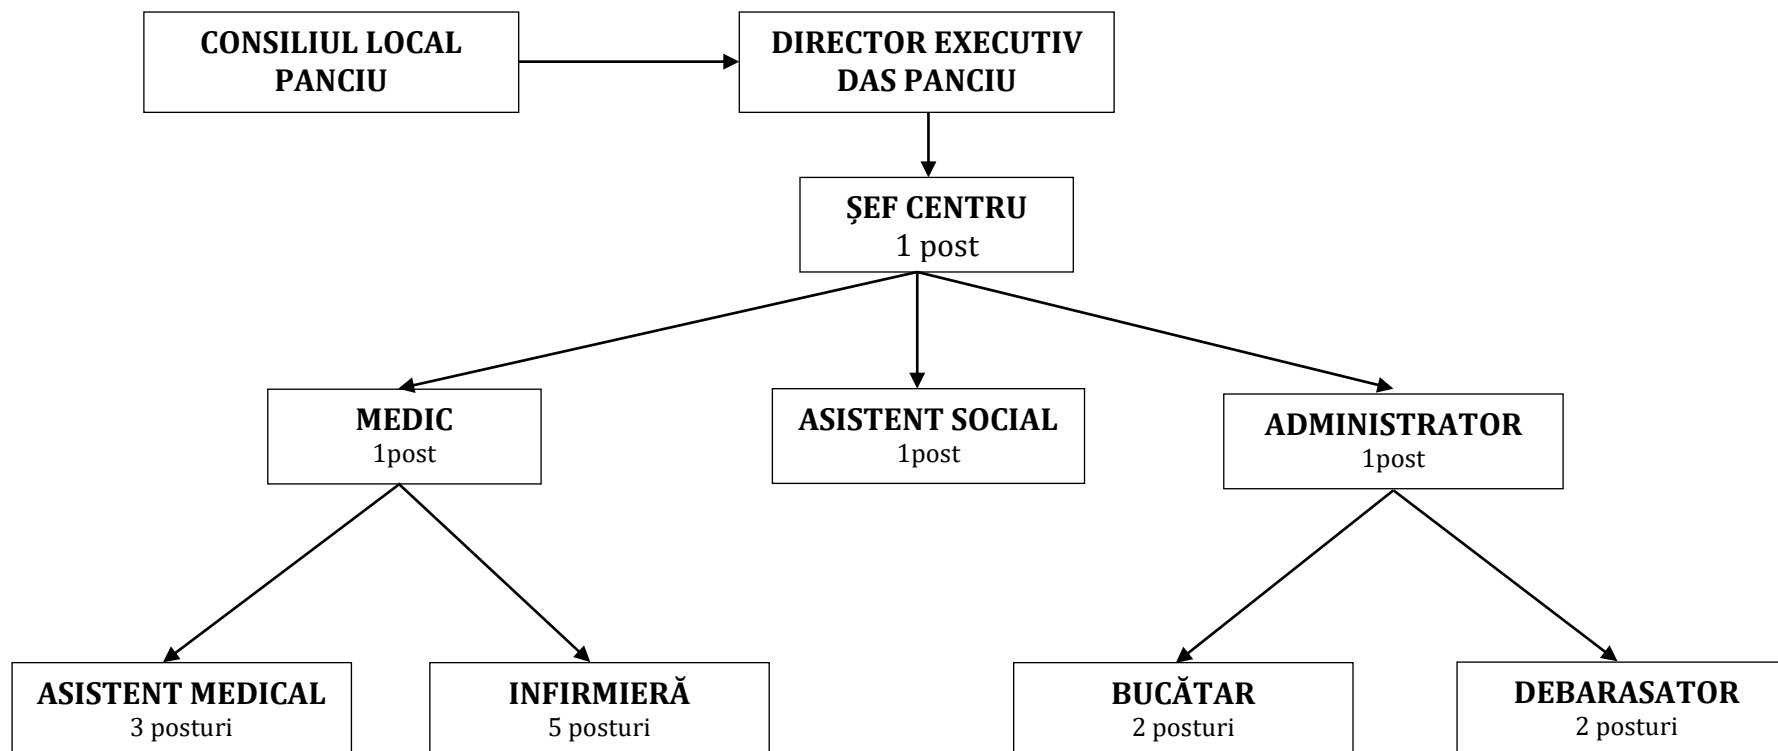 CONSILIUL LOCAL
PANCIU
DIRECTOR EXECUTIV
DAS PANCIU
ȘEF CENTRU
1 post
MEDIC
1post
ASISTENT SOCIAL
1post
ADMINISTRATOR
1post
ASISTENT MEDICAL
3 posturi
INFIRMIERĂ
5 posturi
BUCĂTAR
2 posturi
DEBARASATOR
2 posturi